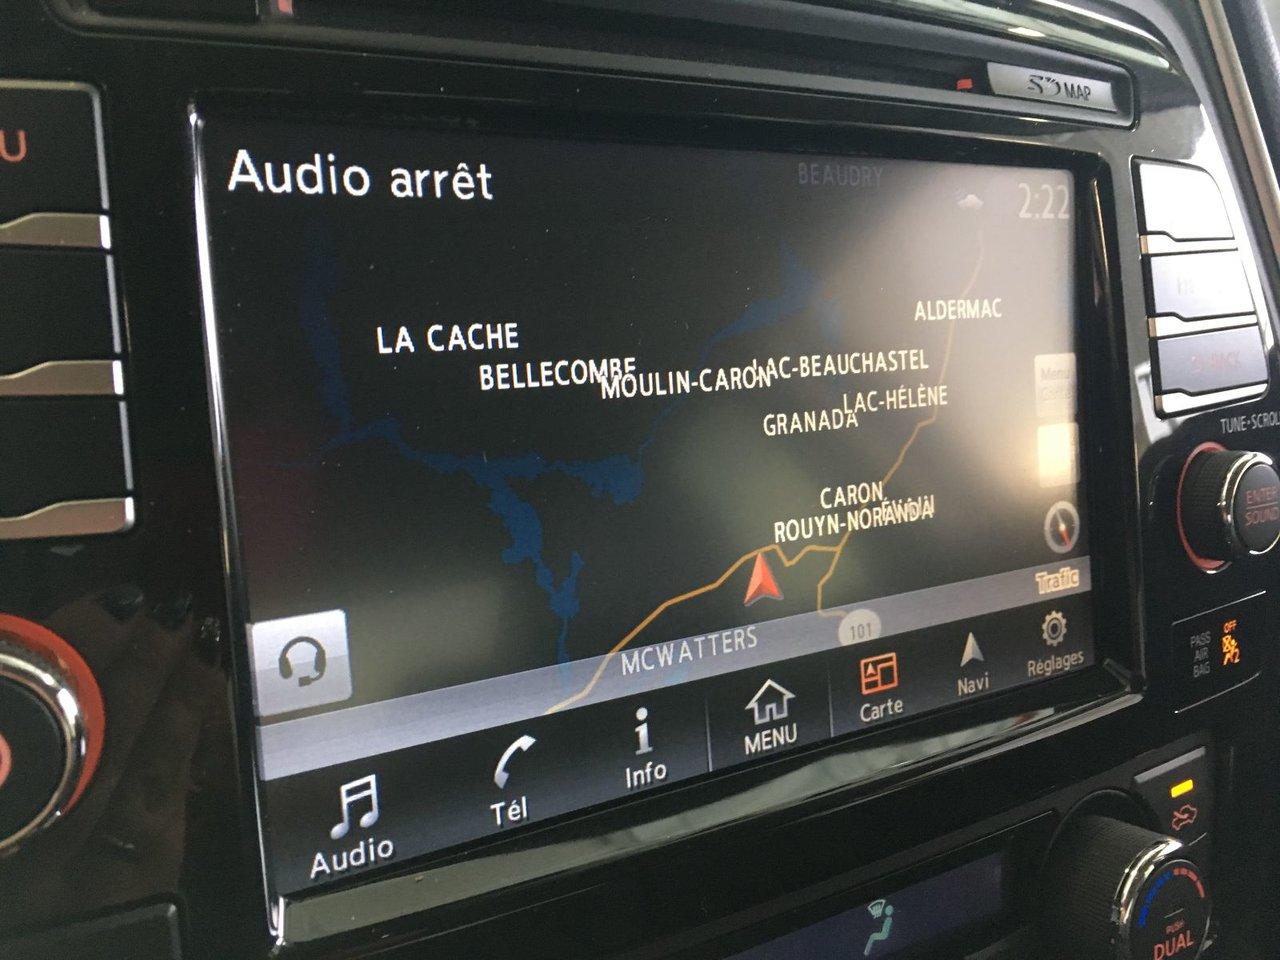 U
MAP
Audio arrêt
BEAUDRY
2:22
ALDERMAC
LA CACHE
BELLECOMBE
MOULIN-CARON
LAC-BEAUCHASTEL
LAC-HÉLÈNE
GRANADA
CARON
ROUYN-NORANDA
Trafic
MCWATTERS
101
Audio
Tél
Info
MENU
Carte
Navi
Réglages
TUNE•SCROLL
ENTER
SOUND
PASS
AIR
BAG
OFF
2
PUSH
DUAL